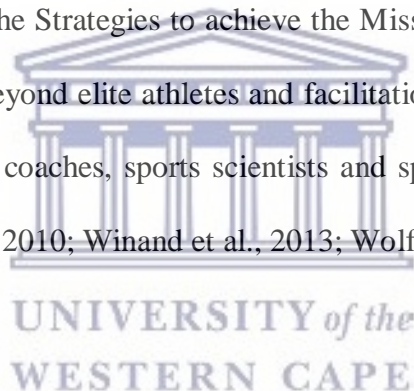 he Strategies to achieve the Miss
eyond elite athletes and facilitatio
coaches, sports scientists and sp
2010; Winand et al., 2013; Wolf
UNIVERSITY of the
WESTERN CAPE